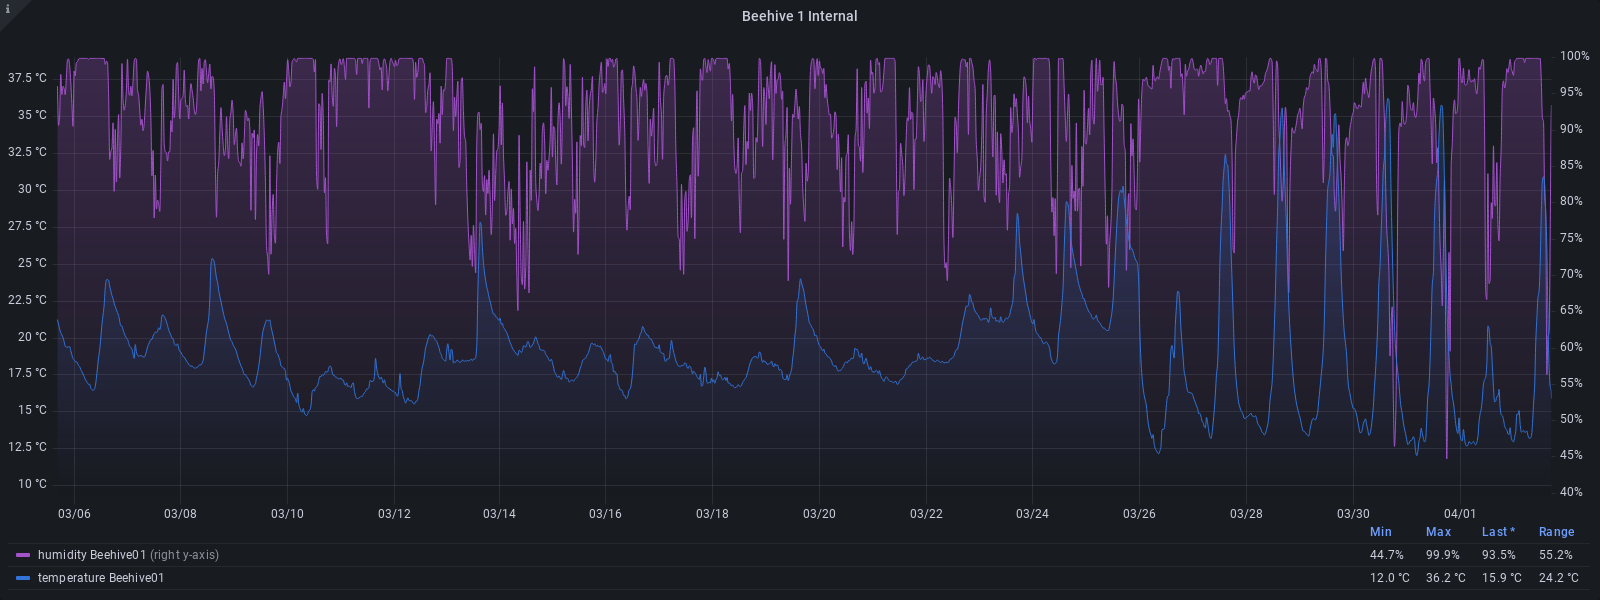 i
Beehive 1 Internal
37.5 °C
35 °C
32.5 °C
30 °C
27.5 °C
25 °C
22.5 °C
20 °C
17.5 °C
15 °C
12.5 °C
10 °C
100%
95%
90%
85%
80%
75%
70%
65%
60%
55%
50%
45%
40%
03/06 03/08 03/10 03/12 03/14 03/16 03/18 03/20 03/22 03/24 03/26 03/28 03/30 04/01
Min Max Last * Range
humidity Beehive01 (right y-axis) 44.7% 99.9% 93.5% 55.2%
temperature Beehive01 12.0 °C 36.2 °C 15.9 °C 24.2 °C